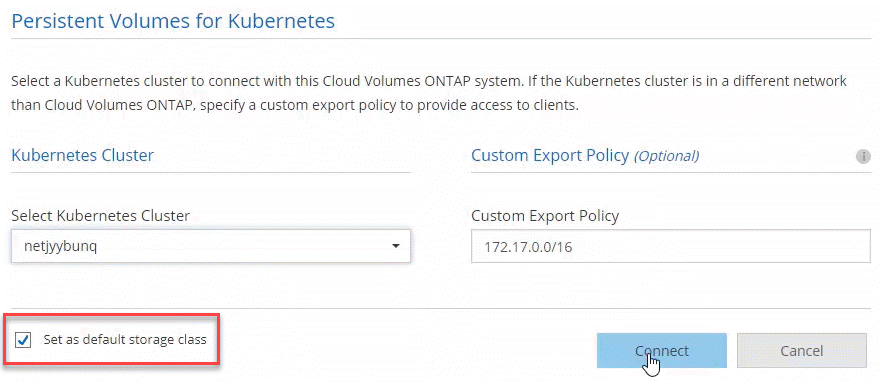 Persistent Volumes for Kubernetes
Select a Kubernetes cluster to connect with this Cloud Volumes ONTAP system. If the Kubernetes cluster is in a different network
than Cloud Volumes ONTAP, specify a custom export policy to provide access to clients.
Kubernetes Cluster
Custom Export Policy (Optional)
Select Kubernetes Cluster
Custom Export Policy
netjyybunq
172.17.0.0/16
Set as default storage class
Connect
Cancel